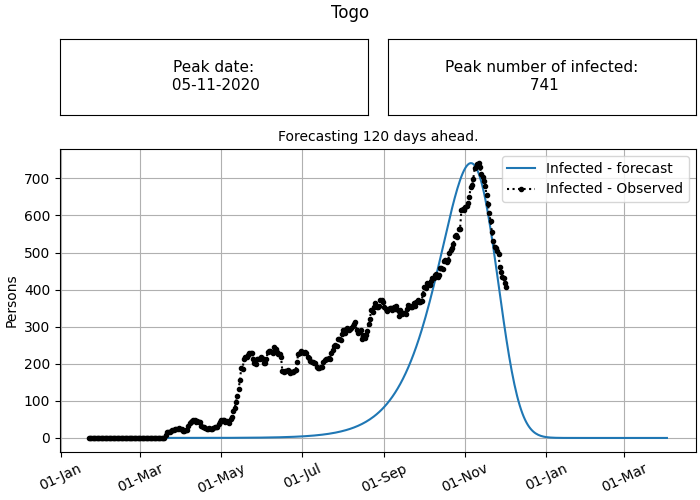 Togo
Peak date:
05-11-2020
Peak number of infected:
741
Forecasting 120 days ahead.
Infected - forecast
Infected - Observed
Persons
700
600
500
400
300
200
100
0
01-Jan
01-Mar
01-May
01-Jul
01-Sep
01-Nov
01-Jan
01-Mar